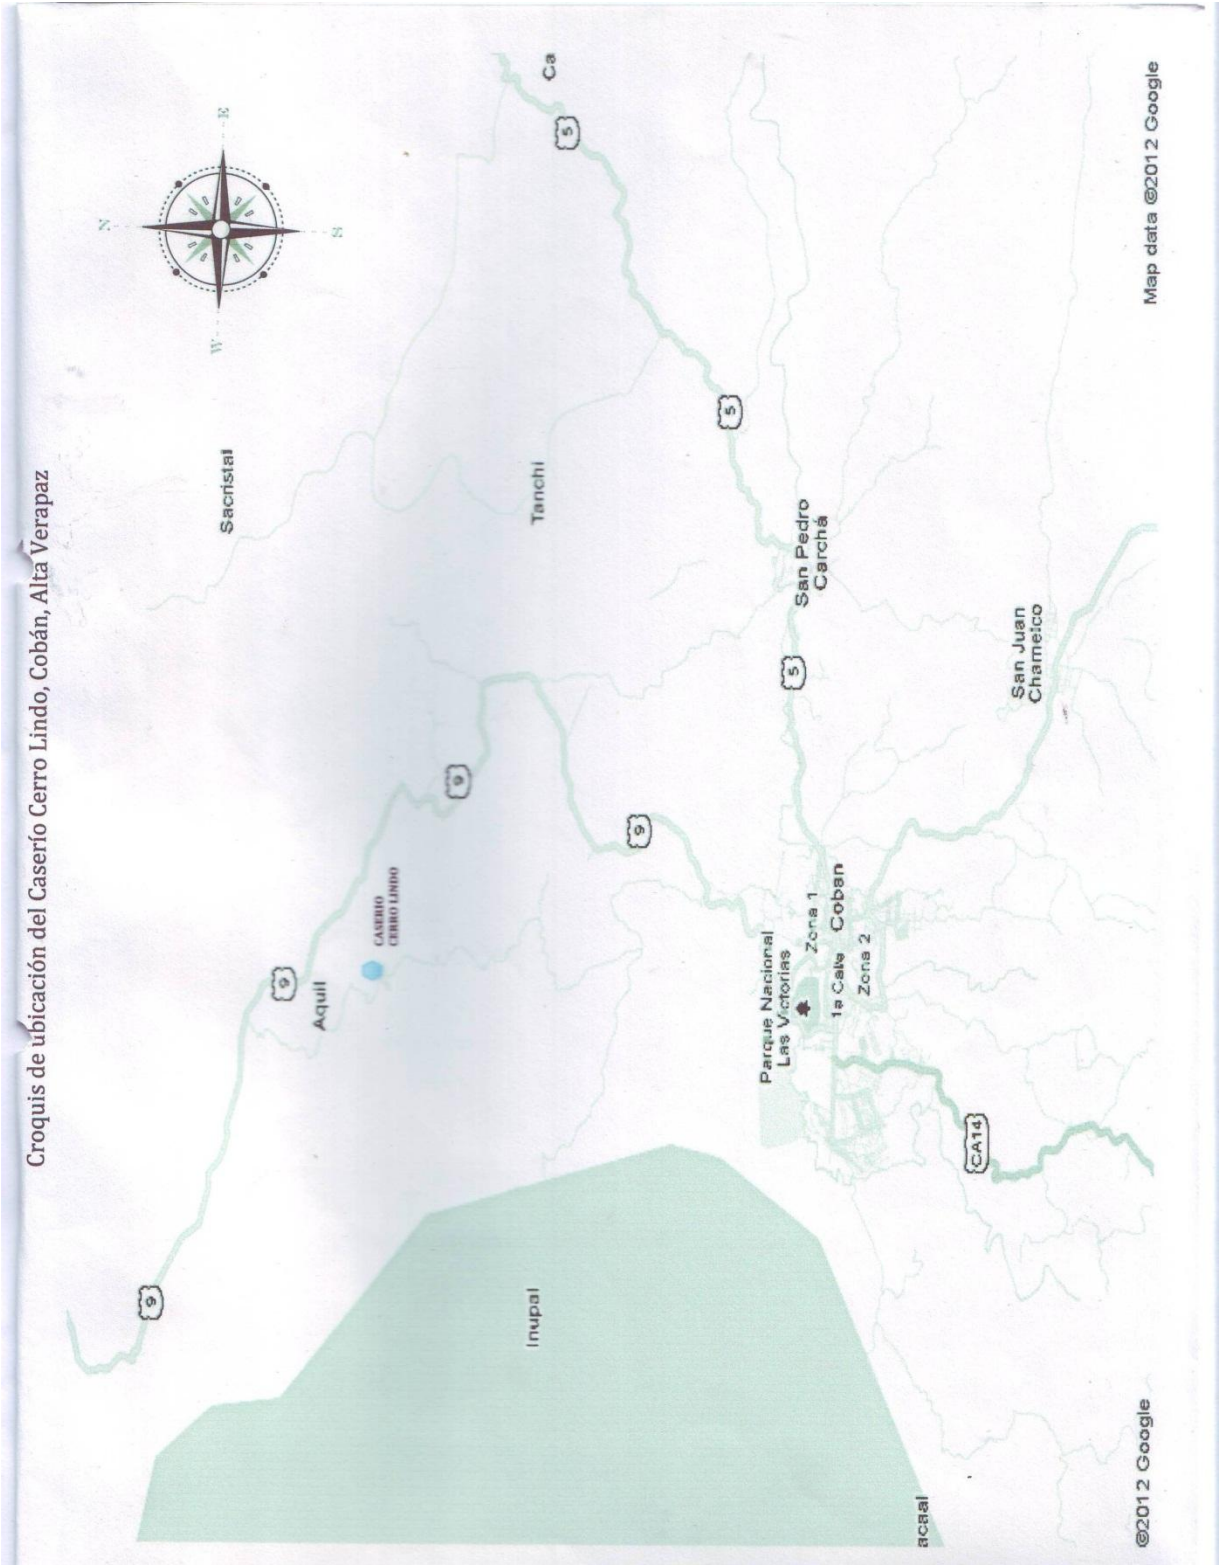 Croquis de ubicación del Caserío Cerro Lindo, Cobán, Alta Verapaz
N
9
W
E
Sacristal
9
Aquil
CASERIO
CERRO LINDO
9
Inupal
Tanchi
Ca
5
9
5
Parque Nacional
Las Victorias
5
San Pedro
Carchá
Zona 1
1a Calle
Coban
Zona 2
acaal
CA14
San Juan
Chamelco
©2012 Google
Map data ©2012 Google